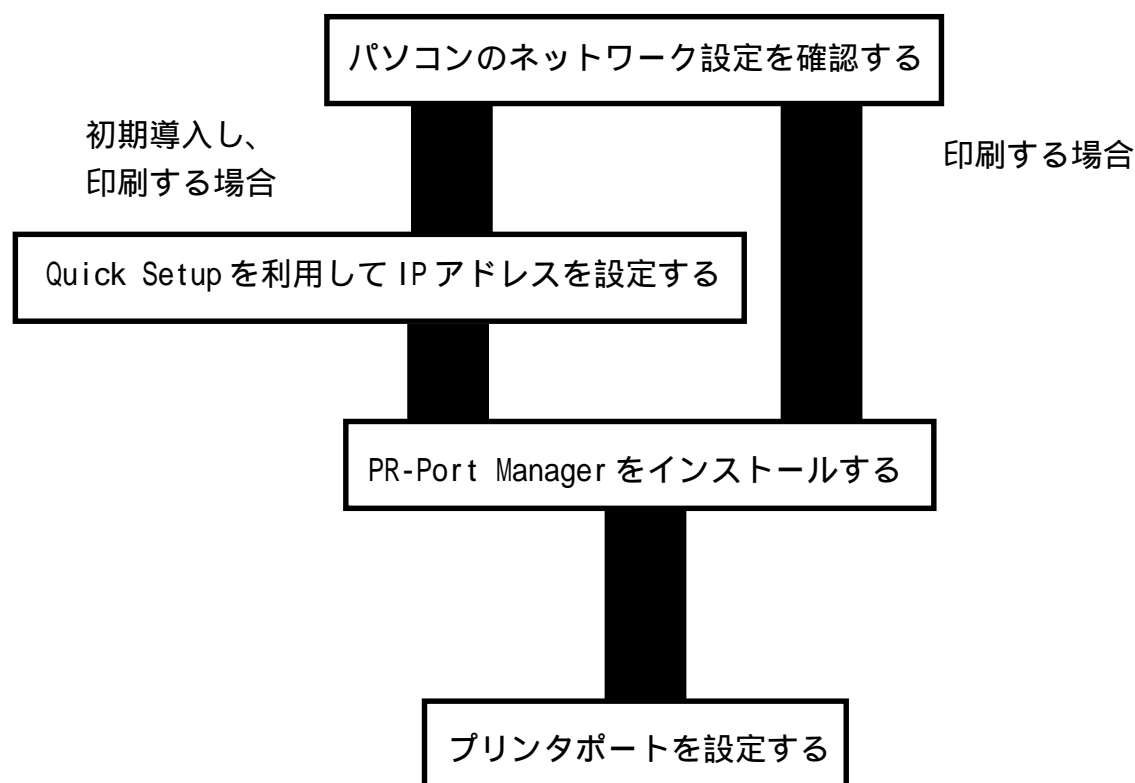 パソコンのネットワーク設定を確認する
初期導入し、
印刷する場合
印刷する場合
Quick Setupを利用してIPアドレスを設定する
PR-Port Managerをインストールする
プリンタポートを設定する